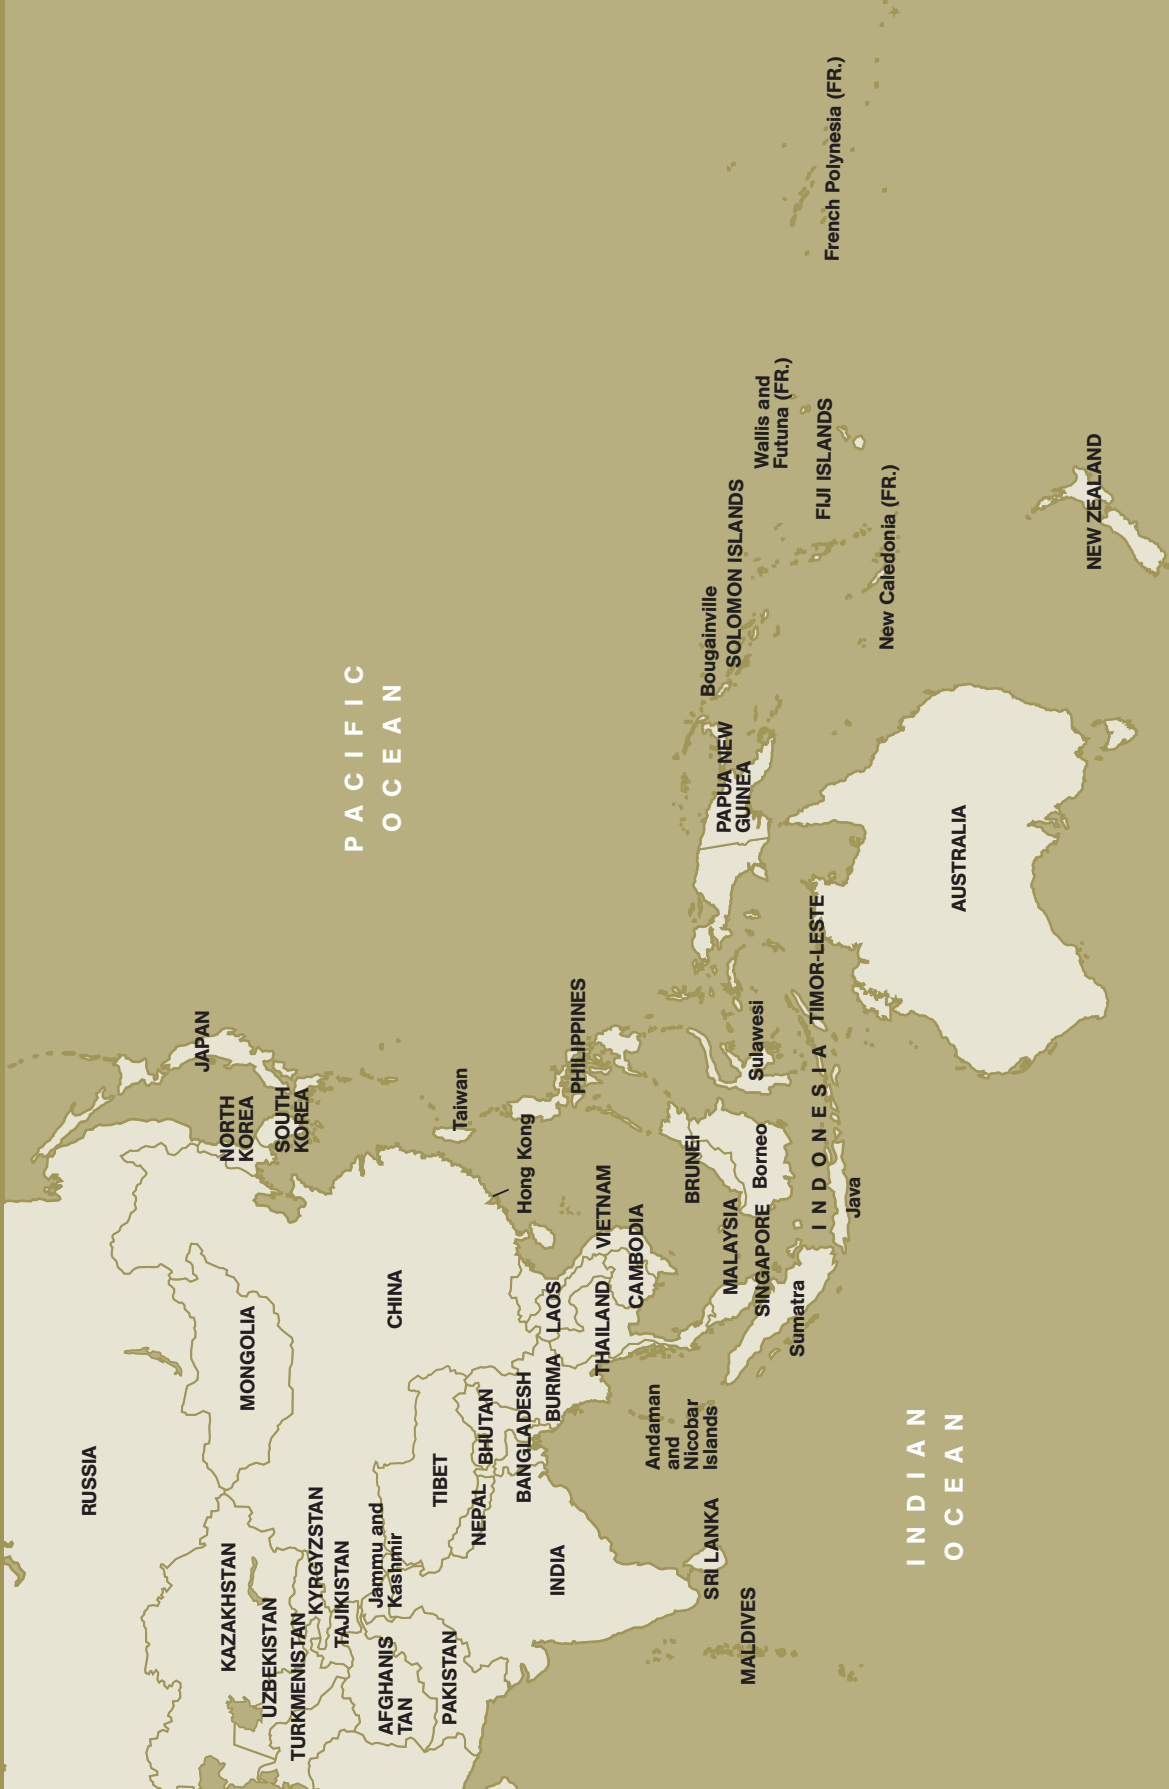 RUSSIA
KAZAKHSTAN
UZBEKISTAN
TURKMENISTAN
KYRGYZSTAN
TAJIKISTAN
AFGHANIS
TAN
PAKISTAN
Jammu and
Kashmir
MONGOLIA
CHINA
TIBET
NEPAL
BHUTAN
BANGLADESH
INDIA
BURMA
LAOS
THAILAND
VIETNAM
CAMBODIA
Hong Kong
Taiwan
NORTH
KOREA
SOUTH
KOREA
JAPAN
PACIFIC
OCEAN
PHILIPPINES
Andaman
and
Nicobar
Islands
SRI LANKA
MALDIVES
BRUNEI
MALAYSIA
SINGAPORE
Borneo
Sumatra
Sulawesi
INDONESIA
Java
TIMOR-LESTE
PAPUA NEW
GUINEA
Bougainville
SOLOMON ISLANDS
Wallis and
Futuna (FR.)
FIJI ISLANDS
New Caledonia (FR.)
French Polynesia (FR.)
INDIAN
OCEAN
AUSTRALIA
NEW ZEALAND